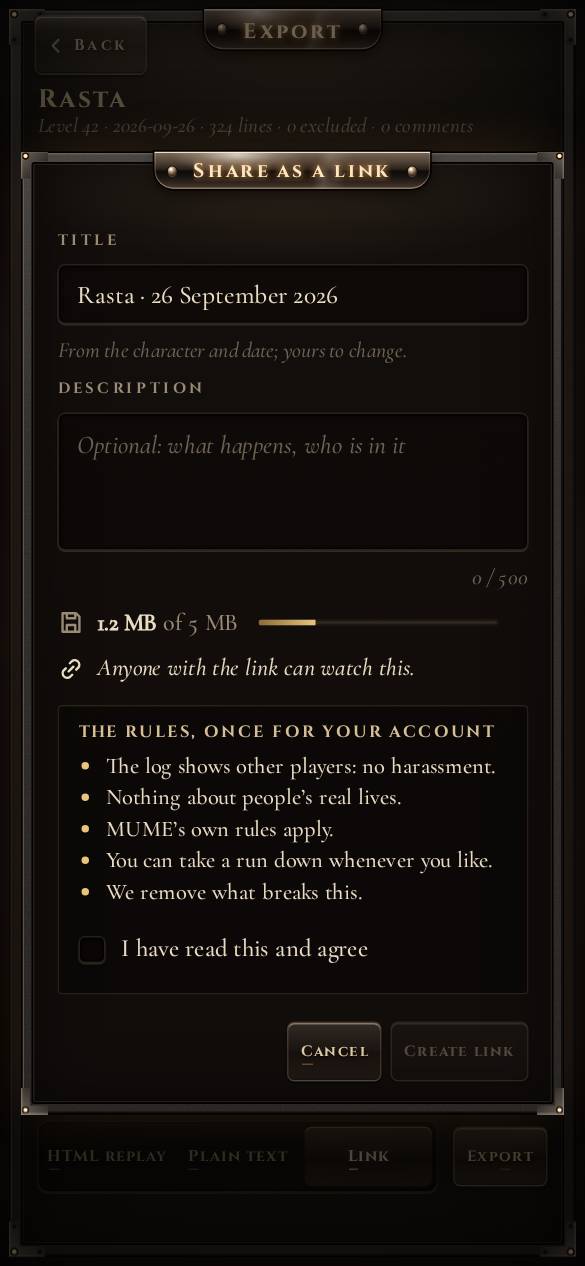 Export
Back
Rasta
Level 42 · 2026-09-26 · 324 lines · 0 excluded · 0 comments
Share as a link
TITLE
Rasta · 26 September 2026
From the character and date; yours to change.
DESCRIPTION
Optional: what happens, who is in it
0 / 500
1.2 MB of 5 MB
Anyone with the link can watch this.
THE RULES, ONCE FOR YOUR ACCOUNT
• The log shows other players: no harassment.
• Nothing about people's real lives.
• MUME's own rules apply.
• You can take a run down whenever you like.
• We remove what breaks this.
I have read this and agree
Cancel Create link
HTML replay Plain text Link Export